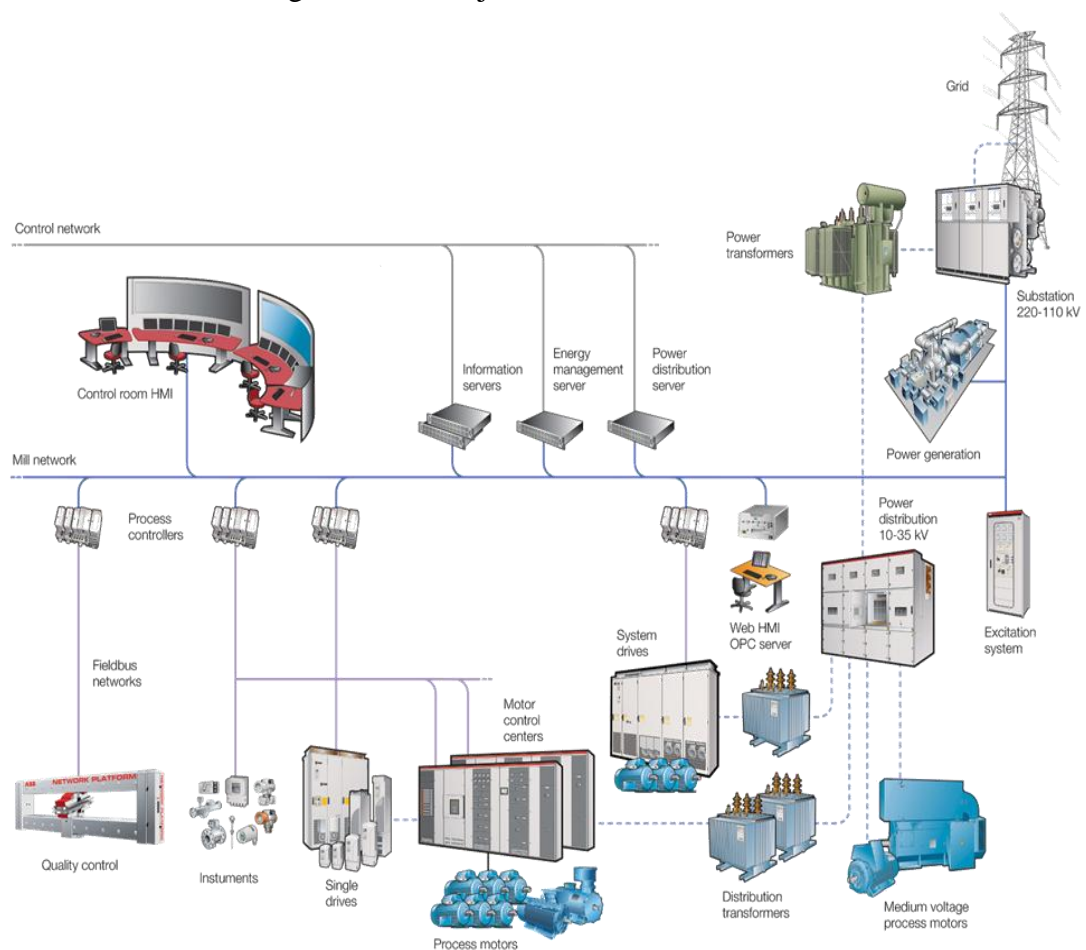 Grid
Control network
Power
transformers
Substation
220-110 kV
Information
servers
Energy
management
server
Power
distribution
server
Control room HMI
Power generation
Mill network
Process
controllers
Power
distribution
10-35 kV
Web HMI
OPC server
Excitation
system
System
drives
Fieldbus
networks
Motor
control
centers
ABB NETWORK PLATFORM
Quality control
Instuments
Single
drives
Process motors
Distribution
transformers
Medium voltage
process motors